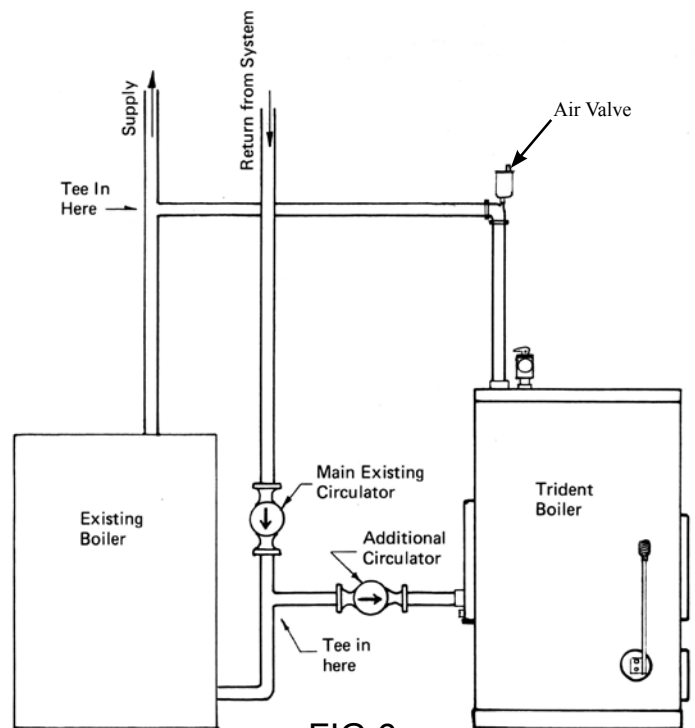 Supply
Return from System
Air Valve
Tee In
Here
Main Existing
Circulator
Trident
Boiler
Existing
Boiler
Additional
Circulator
Tee in
here